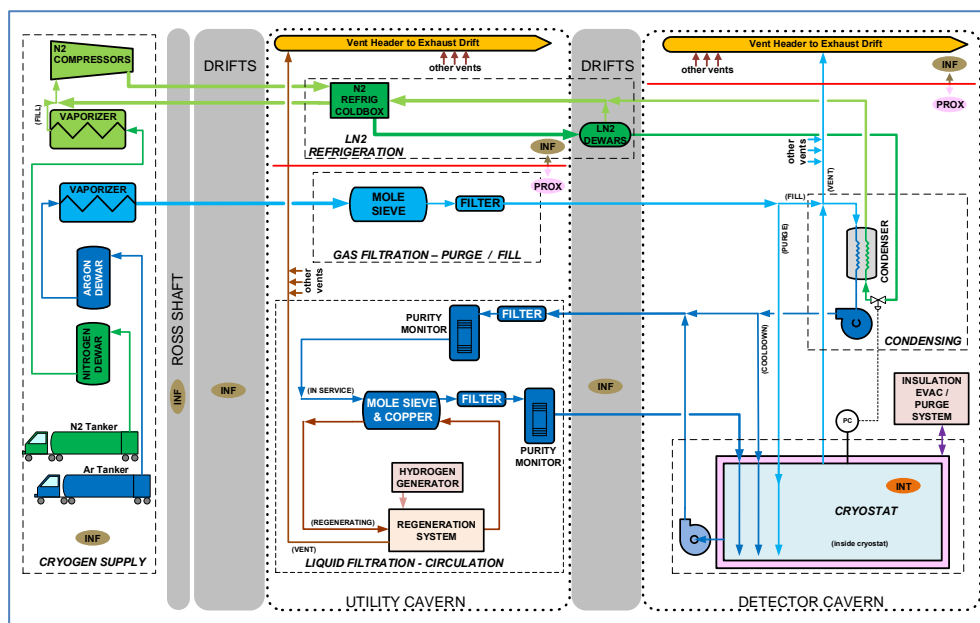 N2
COMPRESSORS
(FILL)
VAPORIZER
VAPORIZER
ARGON
DEWAR
NITROGEN
DEWAR
N2 Tanker
Ar Tanker
INF
CRYOGEN SUPPLY
ROSS SHAFT
INF
DRIFTS
INF
Vent Header to Exhaust Drift
other vents
N2
REFRIG
COLDBOX
LN2
REFRIGERATION
INF
PROX
MOLE
SIEVE
FILTER
GAS FILTRATION – PURGE / FILL
other
vents
PURITY
MONITOR
FILTER
(IN SERVICE)
MOLE SIEVE
& COPPER
FILTER
PURITY
MONITOR
HYDROGEN
GENERATOR
(REGENERATING)
REGENERATION
SYSTEM
(VENT)
LIQUID FILTRATION - CIRCULATION
UTILITY CAVERN
DRIFTS
LN2
DEWARS
INF
Vent Header to Exhaust Drift
other vents
INF
PROX
other
vents
(VENT)
(FILL)
(PURGE)
CONDENSER
C
CONDENSING
(COOLDOWN)
INSULATION
EVAC /
PURGE
SYSTEM
PC
INT
CRYOSTAT
(inside cryostat)
C
DETECTOR CAVERN